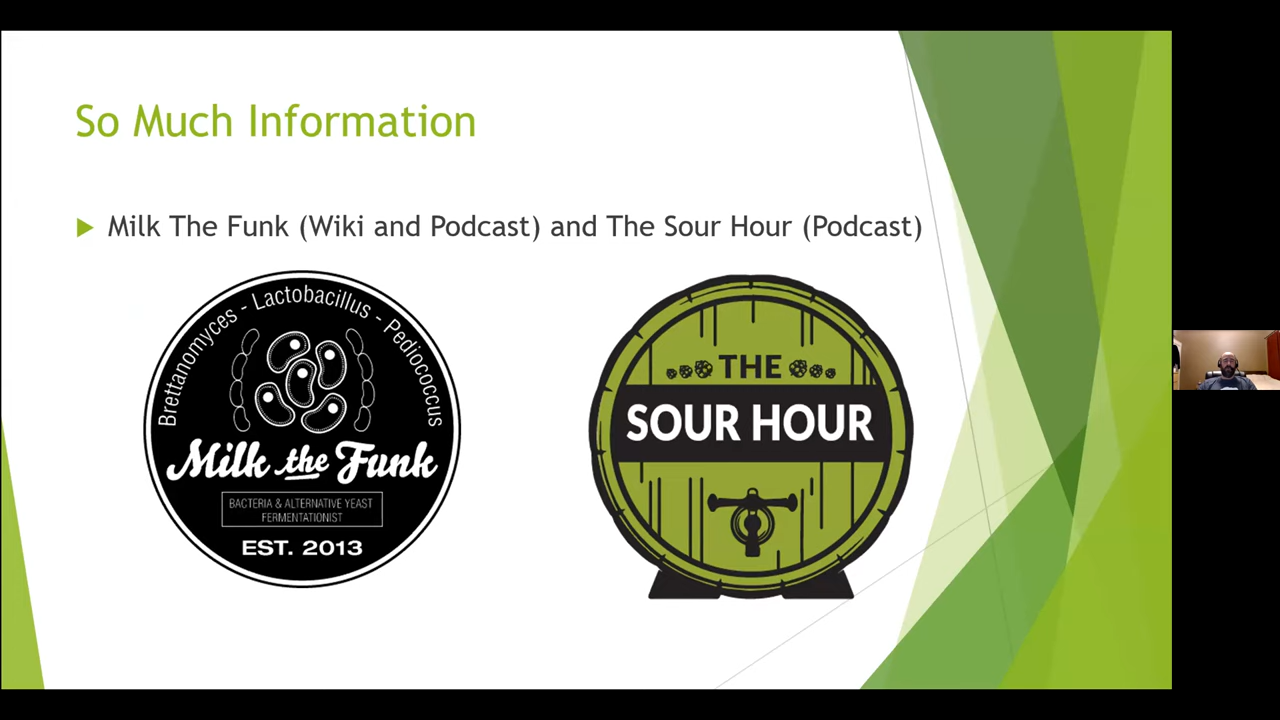 So Much Information
Milk The Funk (Wiki and Podcast) and The Sour Hour (Podcast)
Brettanomyces - Lactobacillus - Pediococcus
Milk the Funk
BACTERIA & ALTERNATIVE YEAST
FERMENTATIONIST
EST. 2013
THE
SOUR HOUR